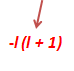 -l (l + 1)